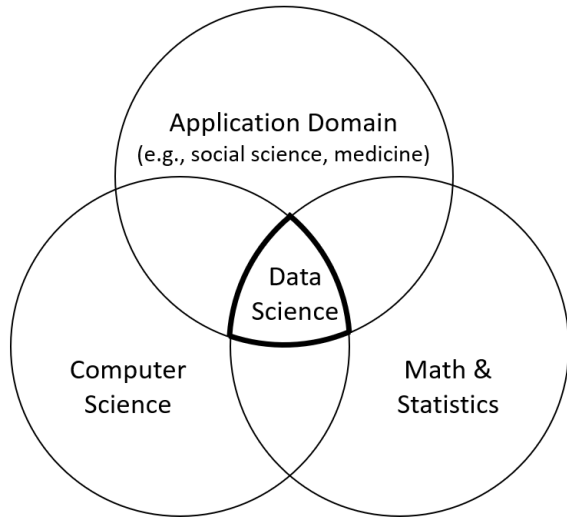 Application Domain
(e.g., social science, medicine)
Data
Science
Computer
Science
Math &
Statistics